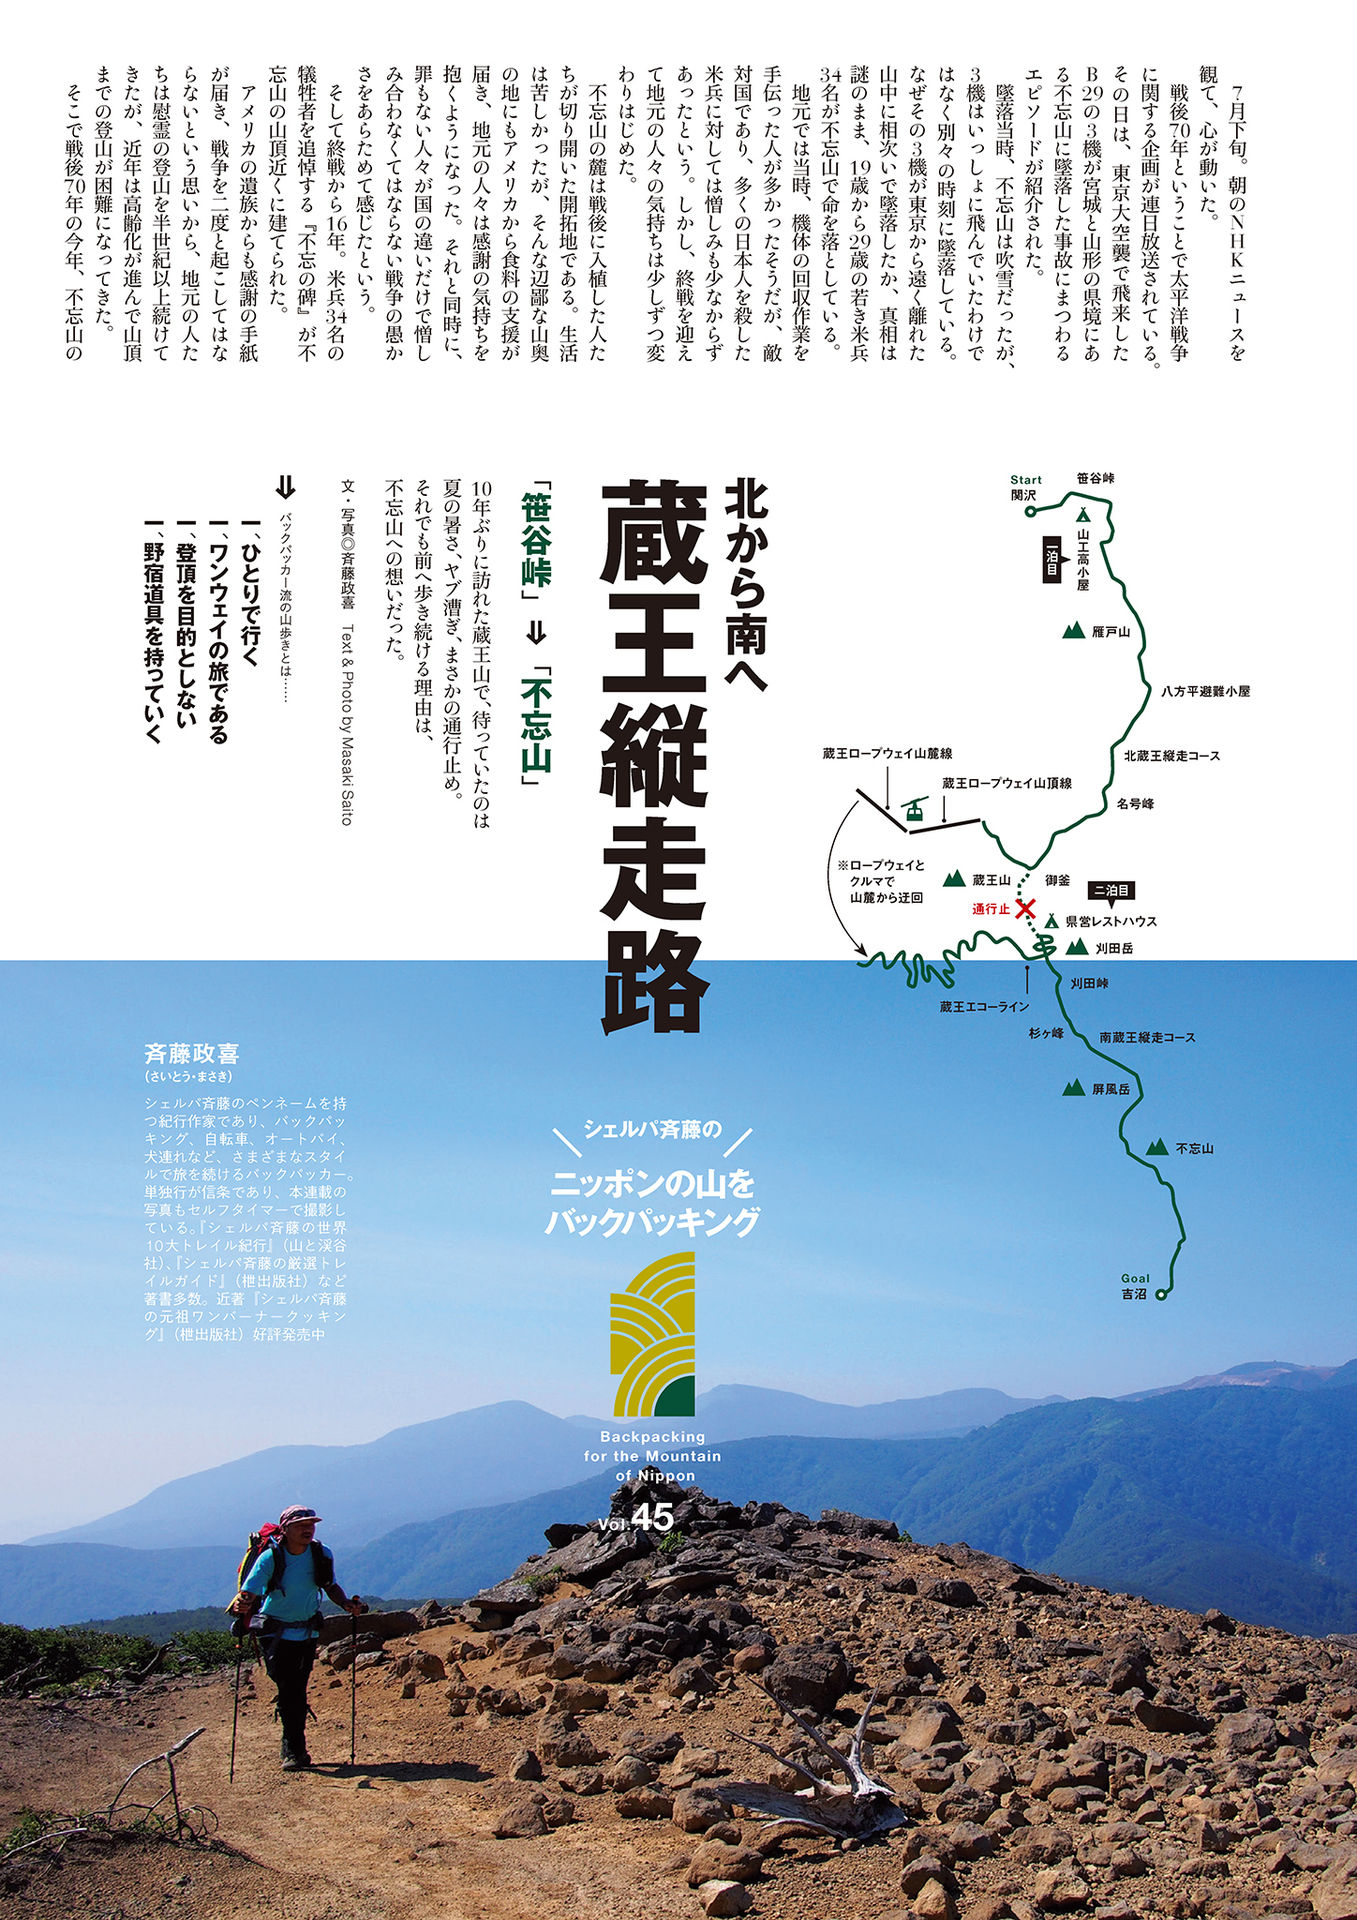 7月下旬。朝のNHKニュースを
観て、心が動いた。
戦後70年ということで太平洋戦争
に関する企画が連日放送されている。
その日は、東京大空襲で飛来した
B29の3機が宮城と山形の県境にあ
る不忘山に墜落した事故にまつわる
エピソードが紹介された。
墜落当時、不忘山は吹雪だったが、
3機はいっしょに飛んでいたわけで
はなく別々の時刻に墜落している。
なぜその3機が東京から遠く離れた
山中に相次いで墜落したか、真相は
謎のまま、19歳から29歳の若き米兵
34名が不忘山で命を落としている。
地元では当時、機体の回収作業を
手伝った人が多かったそうだが、敵
対国であり、多くの日本人を殺した
米兵に対しては憎しみも少なからず
あったという。しかし、終戦を迎え
て地元の人々の気持ちは少しずつ変
わりはじめた。
不忘山の麓は戦後に入植した人た
ちが切り開いた開拓地である。生活
は苦しかったが、そんな辺鄙な山奥
の地にもアメリカから食料の支援が
届き、地元の人々は感謝の気持ちを
抱くようになった。それと同時に、
罪もない人々が国の違いだけで憎し
み合わなくてはならない戦争の愚か
さをあらためて感じたという。
そして終戦から16年。米兵34名の
犠牲者を追悼する『不忘の碑』が不
忘山の山頂近くに建てられた。
アメリカの遺族からも感謝の手紙
が届き、戦争を二度と起こしてはな
らないという思いから、地元の人た
ちは慰霊の登山を半世紀以上続けて
きたが、近年は高齢化が進んで山頂
までの登山が困難になってきた。
そこで戦後70年の今年、不忘山の
北から南へ
蔵王縦走路
「笹谷峠」⇒「不忘山」
10年ぶりに訪れた蔵王山で、待っていたのは
夏の暑さ、ヤブ漕ぎ、まさかの通行止め。
それでも前へ歩き続ける理由は、
不忘山への想いだった。
文・写真◎斉藤政喜 Text & Photo by Masaki Saito
⇒ バックパッカー流の山歩きとは……
一、ひとりで行く
一、ワンウェイの旅である
一、登頂を目的としない
一、野宿道具を持っていく
Start
関沢
笹谷峠
山工高小屋
一泊目
雁戸山
八方平避難小屋
北蔵王縦走コース
名号峰
蔵王ロープウェイ山麓線
蔵王ロープウェイ山頂線
※ロープウェイと
クルマで
山麓から迂回
蔵王山
御釜
二泊目
通行止
県営レストハウス
刈田岳
刈田峠
蔵王エコーライン
杉ヶ峰
南蔵王縦走コース
屏風岳
不忘山
Goal
吉沼
斉藤政喜
(さいとう・まさき)
シェルパ斉藤のペンネームを持
つ紀行作家であり、バックパッ
キング、自転車、オートバイ、
犬連れなど、さまざまなスタイ
ルで旅を続けるバックパッカー。
単独行が信条であり、本連載の
写真もセルフタイマーで撮影し
ている。『シェルパ斉藤の世界
10大トレイル紀行』(山と渓谷
社)、『シェルパ斉藤の厳選トレ
イルガイド』(枻出版社)など
著書多数。近著『シェルパ斉藤
の元祖ワンバーナークッキン
グ』(枻出版社)好評発売中
シェルパ斉藤の
ニッポンの山を
バックパッキング
Backpacking
for the Mountain
of Nippon
Vol.45